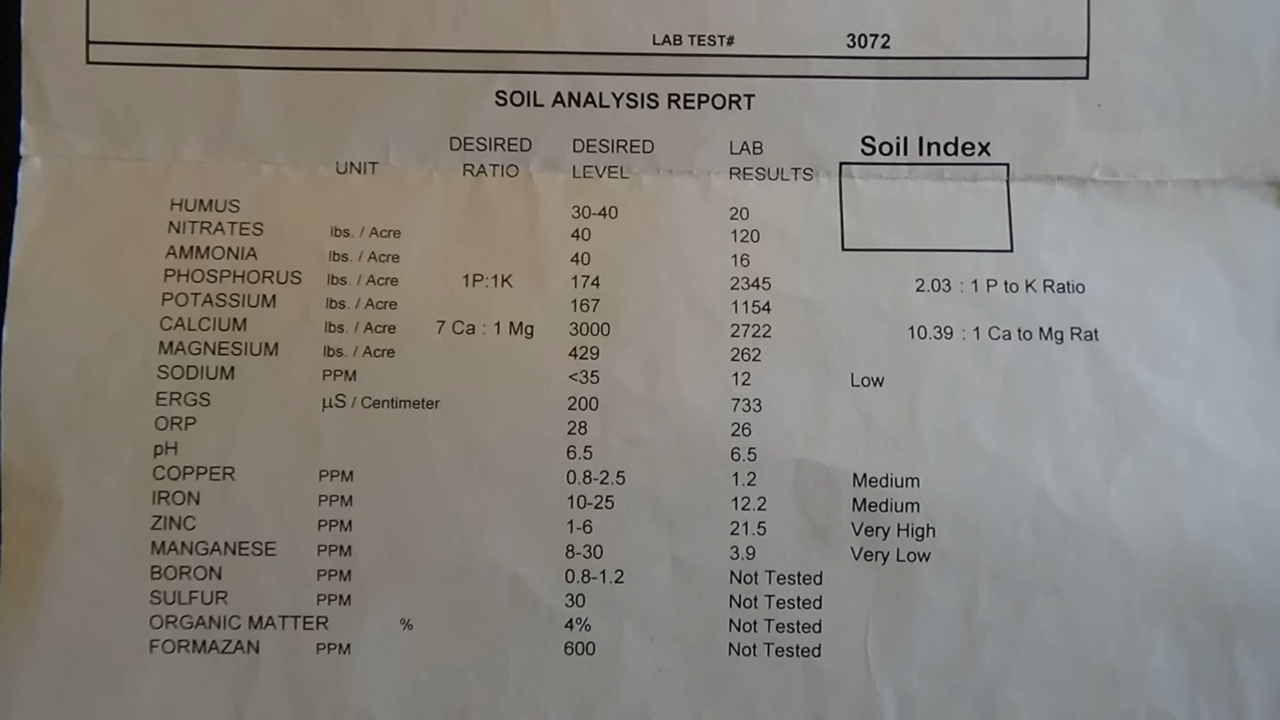 LAB TEST# 3072
SOIL ANALYSIS REPORT
UNIT DESIRED RATIO DESIRED LEVEL LAB RESULTS Soil Index
HUMUS 30-40 20
NITRATES lbs. / Acre 40 120
AMMONIA lbs. / Acre 40 16
PHOSPHORUS lbs. / Acre 1P:1K 174 2345 2.03 : 1 P to K Ratio
POTASSIUM lbs. / Acre 167 1154
CALCIUM lbs. / Acre 7 Ca : 1 Mg 3000 2722 10.39 : 1 Ca to Mg Rat
MAGNESIUM lbs. / Acre 429 262
SODIUM PPM <35 12 Low
ERGS µS / Centimeter 200 733
ORP 28 26
pH 6.5 6.5
COPPER PPM 0.8-2.5 1.2 Medium
IRON PPM 10-25 12.2 Medium
ZINC PPM 1-6 21.5 Very High
MANGANESE PPM 8-30 3.9 Very Low
BORON PPM 0.8-1.2 Not Tested
SULFUR PPM 30 Not Tested
ORGANIC MATTER % 4% Not Tested
FORMAZAN PPM 600 Not Tested